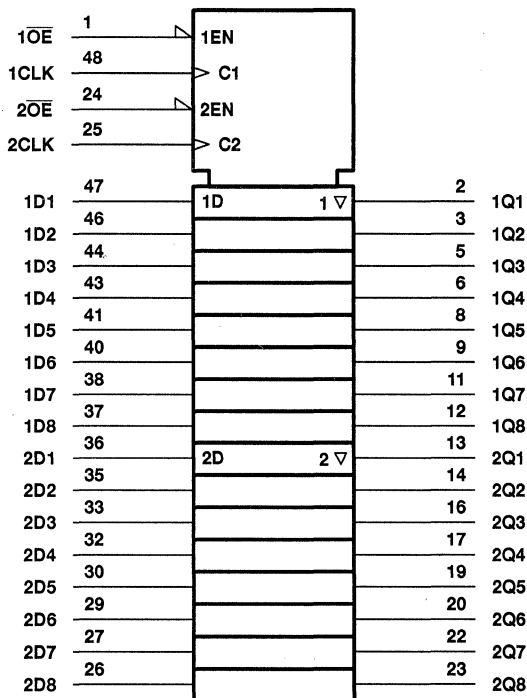 1O̅E̅ 1 1EN
1CLK 48 C1
2O̅E̅ 24 2EN
2CLK 25 C2
1D1 47 1D 1 ▽ 2 1Q1
1D2 46 3 1Q2
1D3 44 5 1Q3
1D4 43 6 1Q4
1D5 41 8 1Q5
1D6 40 9 1Q6
1D7 38 11 1Q7
1D8 37 12 1Q8
2D1 36 2D 2 ▽ 13 2Q1
2D2 35 14 2Q2
2D3 33 16 2Q3
2D4 32 17 2Q4
2D5 30 19 2Q5
2D6 29 20 2Q6
2D7 27 22 2Q7
2D8 26 23 2Q8